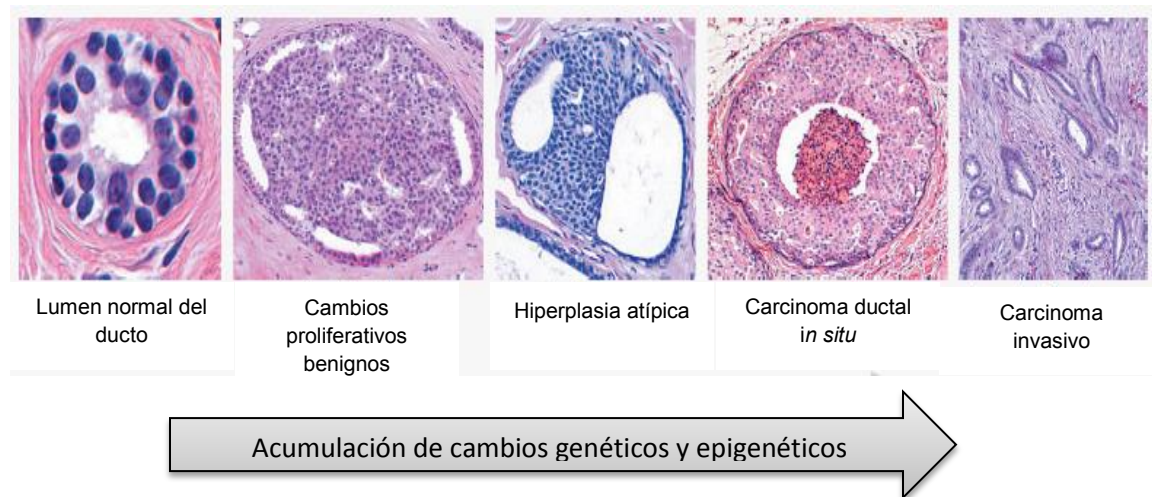 Lumen normal del
ducto
Cambios
proliferativos
benignos
Hiperplasia atípica
Carcinoma ductal
in situ
Carcinoma
invasivo
Acumulación de cambios genéticos y epigenéticos